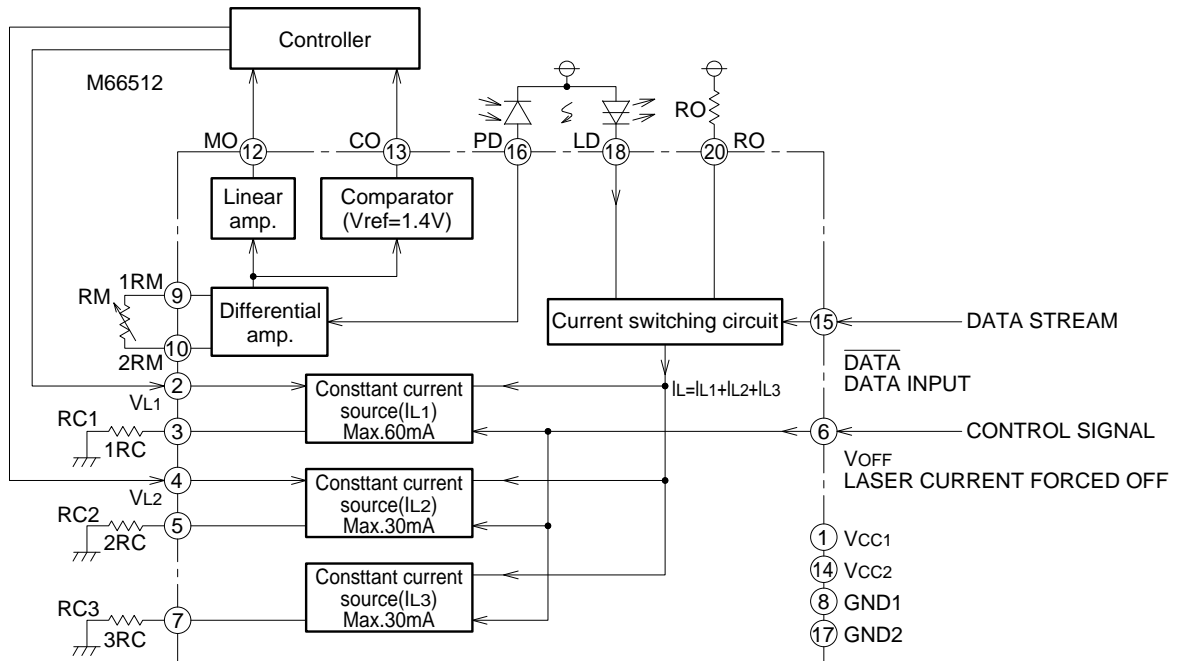 Controller
M66512
MO
12
CO
13
PD
16
LD
18
RO
20
RO
Linear
amp.
Comparator
(Vref=1.4V)
1RM
9
RM
10
2RM
Differential
amp.
Current switching circuit
15
DATA STREAM
DATA
DATA INPUT
2
VL1
Consttant current
source(IL1)
Max.60mA
IL=IL1+IL2+IL3
RC1
3
1RC
6
CONTROL SIGNAL
VOFF
LASER CURRENT FORCED OFF
4
VL2
Consttant current
source(IL2)
Max.30mA
RC2
5
2RC
1 VCC1
14 VCC2
8 GND1
17 GND2
Consttant current
source(IL3)
Max.30mA
RC3
7
3RC